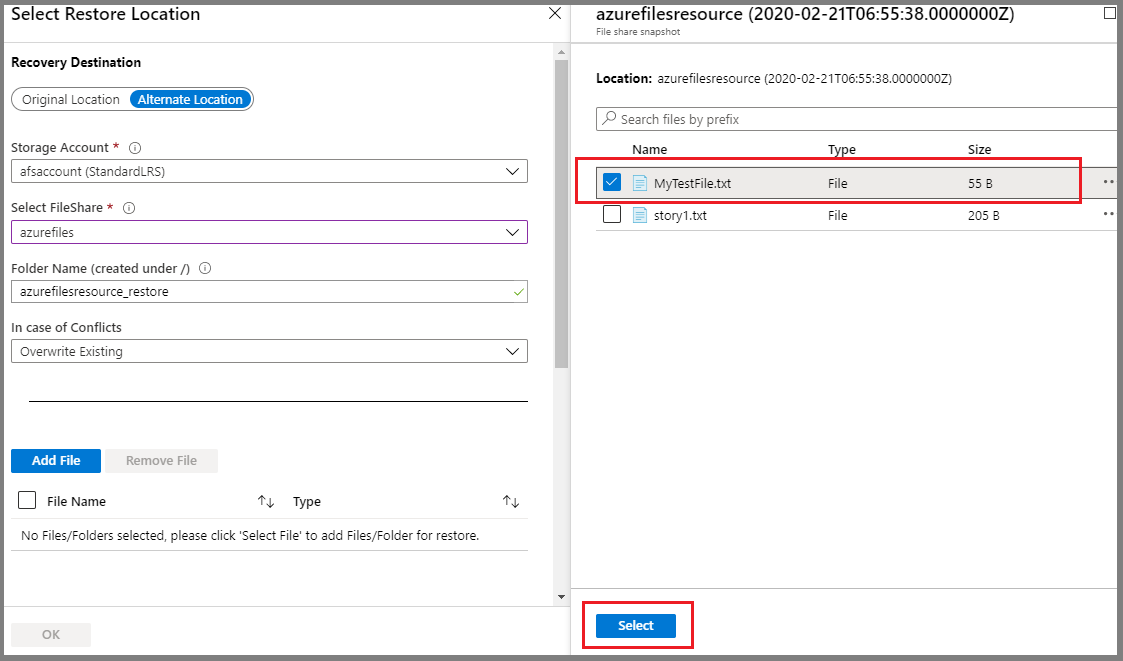 Select Restore Location
Recovery Destination
Original Location Alternate Location
Storage Account *
afsaccount (StandardLRS)
Select FileShare *
azurefiles
Folder Name (created under /)
azurefilesresource_restore
In case of Conflicts
Overwrite Existing
Add File Remove File
File Name Type
No Files/Folders selected, please click 'Select File' to add Files/Folder for restore.
OK
azurefilesresource (2020-02-21T06:55:38.0000000Z)
File share snapshot
Location: azurefilesresource (2020-02-21T06:55:38.0000000Z)
Search files by prefix
Name Type Size
MyTestFile.txt File 55 B
story1.txt File 205 B
Select